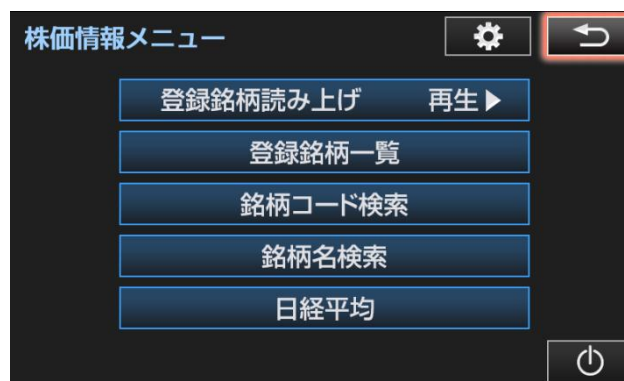 株価情報メニュー
登録銘柄読み上げ 再生▶
登録銘柄一覧
銘柄コード検索
銘柄名検索
日経平均